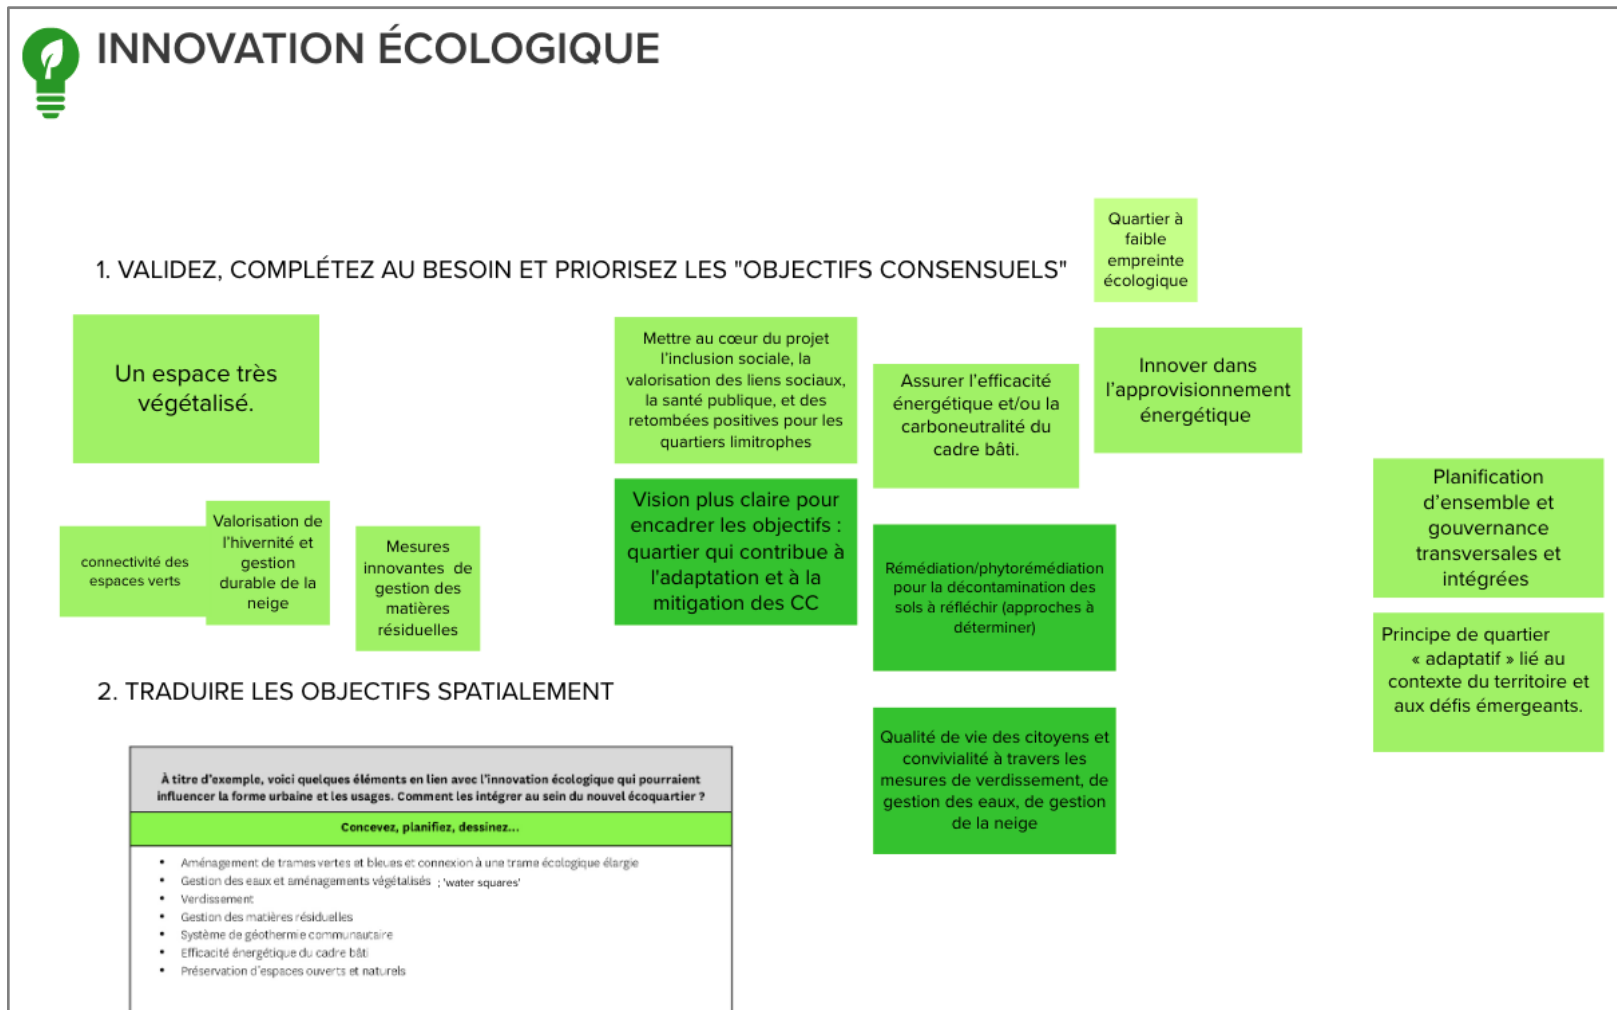 INNOVATION ÉCOLOGIQUE
Quartier à
faible
empreinte
écologique
1. VALIDEZ, COMPLÉTEZ AU BESOIN ET PRIORISEZ LES "OBJECTIFS CONSENSUELS"
Un espace très
végétalisé.
Mettre au cœur du projet
l'inclusion sociale, la
valorisation des liens sociaux,
la santé publique, et des
retombées positives pour les
quartiers limitrophes
Assurer l'efficacité
énergétique et/ou la
carboneutralité du
cadre bâti.
Innover dans
l'approvisionnement
énergétique
connectivité des
espaces verts
Valorisation de
l'hivernité et
gestion
durable de la
neige
Mesures
innovantes de
gestion des
matières
résiduelles
Vision plus claire pour
encadrer les objectifs :
quartier qui contribue à
l'adaptation et à la
mitigation des CC
Rémédiation/phytorémédiation
pour la décontamination des
sols à réfléchir (approches à
déterminer)
Planification
d'ensemble et
gouvernance
transversales et
intégrées
Principe de quartier
« adaptatif » lié au
contexte du territoire et
aux défis émergeants.
Qualité de vie des citoyens et
convivialité à travers les
mesures de verdissement, de
gestion des eaux, de gestion
de la neige
2. TRADUIRE LES OBJECTIFS SPATIALEMENT
À titre d'exemple, voici quelques éléments en lien avec l'innovation écologique qui pourraient
influencer la forme urbaine et les usages. Comment les intégrer au sein du nouvel écoquartier ?
Concevez, planifiez, dessinez...
• Aménagement de trames vertes et bleues et connexion à une trame écologique élargie
• Gestion des eaux et aménagements végétalisés ; 'water squares'
• Verdissement
• Gestion des matières résiduelles
• Système de géothermie communautaire
• Efficacité énergétique du cadre bâti
• Préservation d'espaces ouverts et naturels